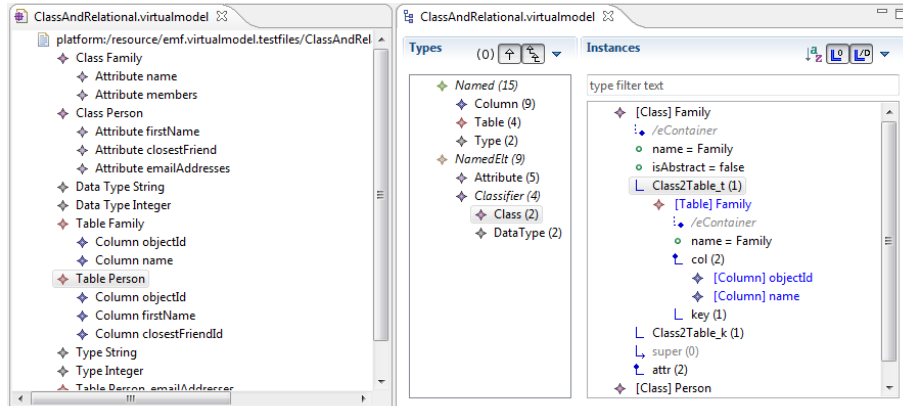 ClassAndRelational.virtualmodel
platform:/resource/emf.virtualmodel.testfiles/ClassAndRel
Class Family
Attribute name
Attribute members
Class Person
Attribute firstName
Attribute closestFriend
Attribute emailAddresses
Data Type String
Data Type Integer
Table Family
Column objectId
Column name
Table Person
Column objectId
Column firstName
Column closestFriendId
Type String
Type Integer
Table Person_emailAddresses
ClassAndRelational.virtualmodel
Types
(0)
Named (15)
Column (9)
Table (4)
Type (2)
NamedElt (9)
Attribute (5)
Classifier (4)
Class (2)
DataType (2)
Instances
type filter text
[Class] Family
/eContainer
name = Family
isAbstract = false
Class2Table_t (1)
[Table] Family
/eContainer
name = Family
col (2)
[Column] objectId
[Column] name
key (1)
Class2Table_k (1)
super (0)
attr (2)
[Class] Person